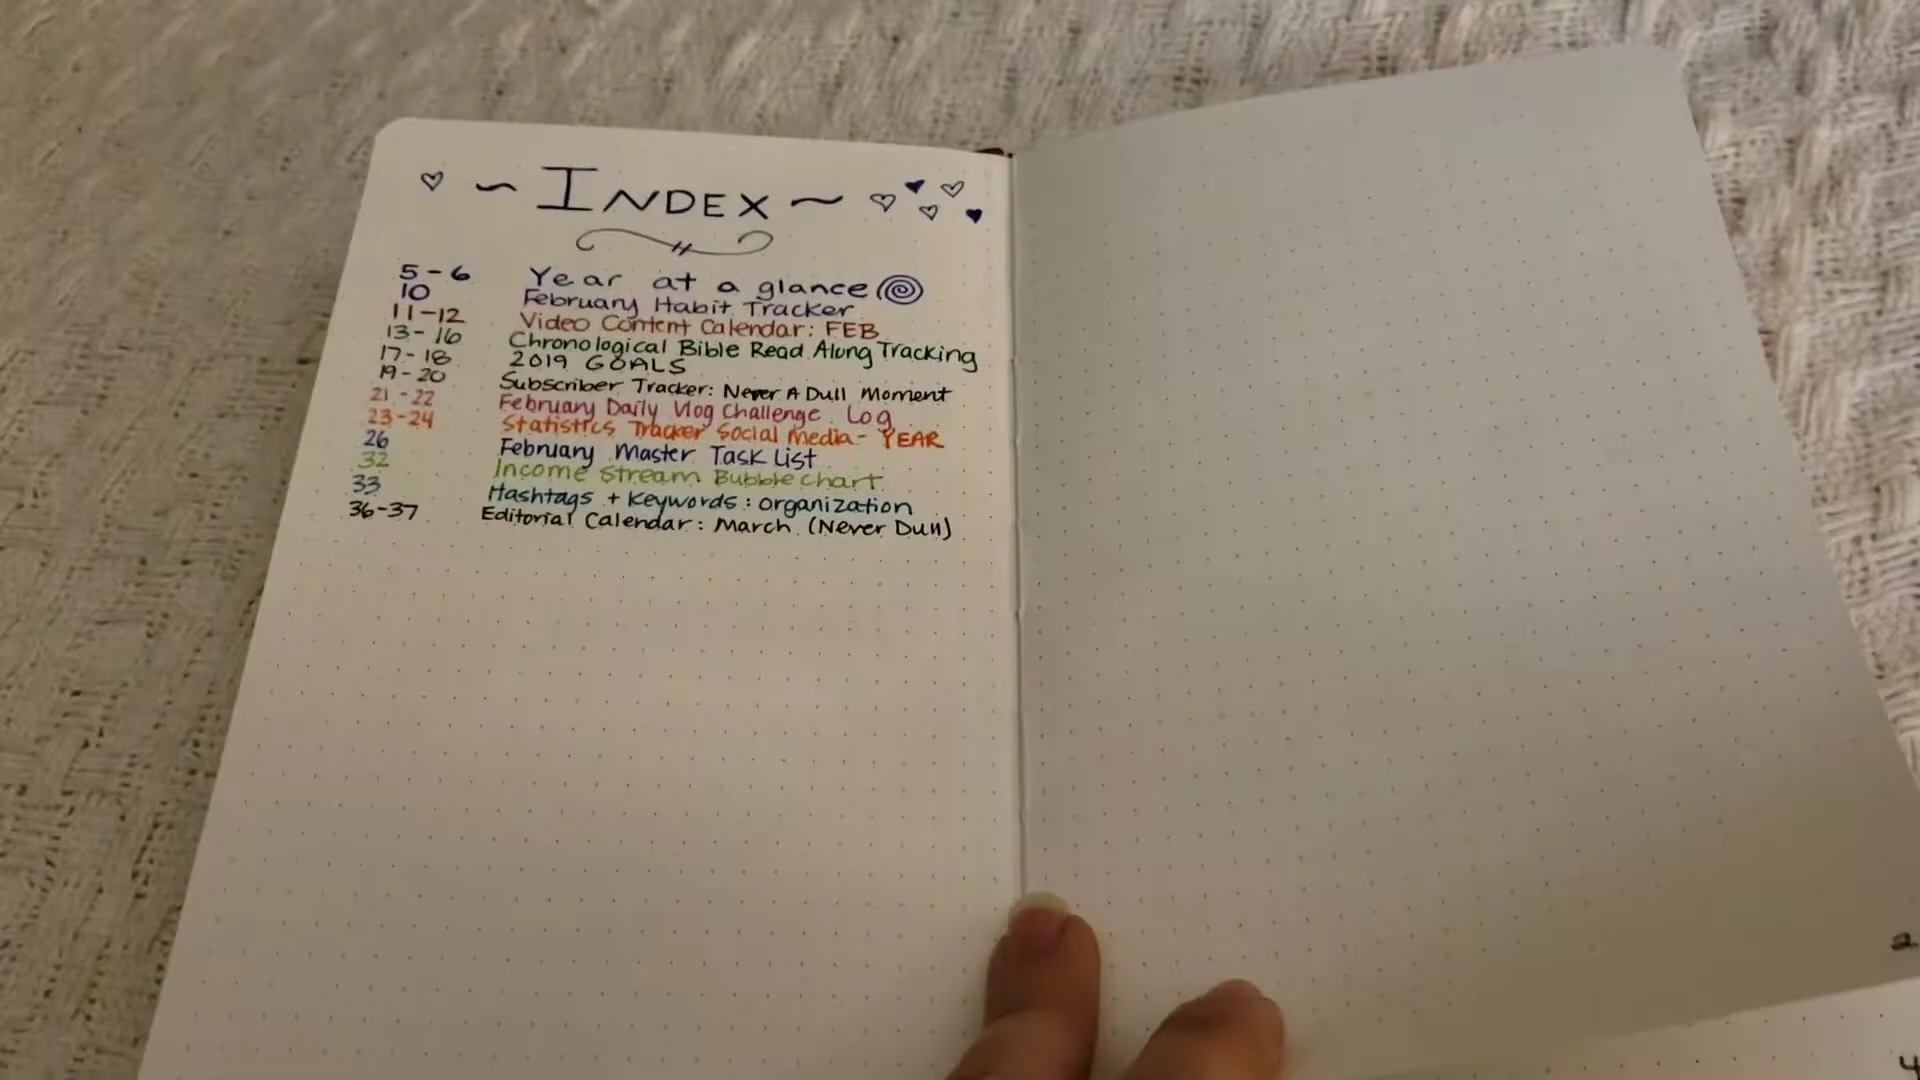 ~ INDEX ~
5-6 Year at a glance
10 February Habit Tracker
11-12 Video Content Calendar: FEB
13-16 Chronological Bible Read Along Tracking
17-18 2019 GOALS
19-20 Subscriber Tracker: Never A Dull Moment
21-22 February Daily Vlog Challenge Log
23-24 Statistics Tracker Social Media- YEAR
26 February Master Task List
32 Income Stream Bubble chart
33 Hashtags + Keywords: organization
36-37 Editorial Calendar: March (Never Dull)
2
4